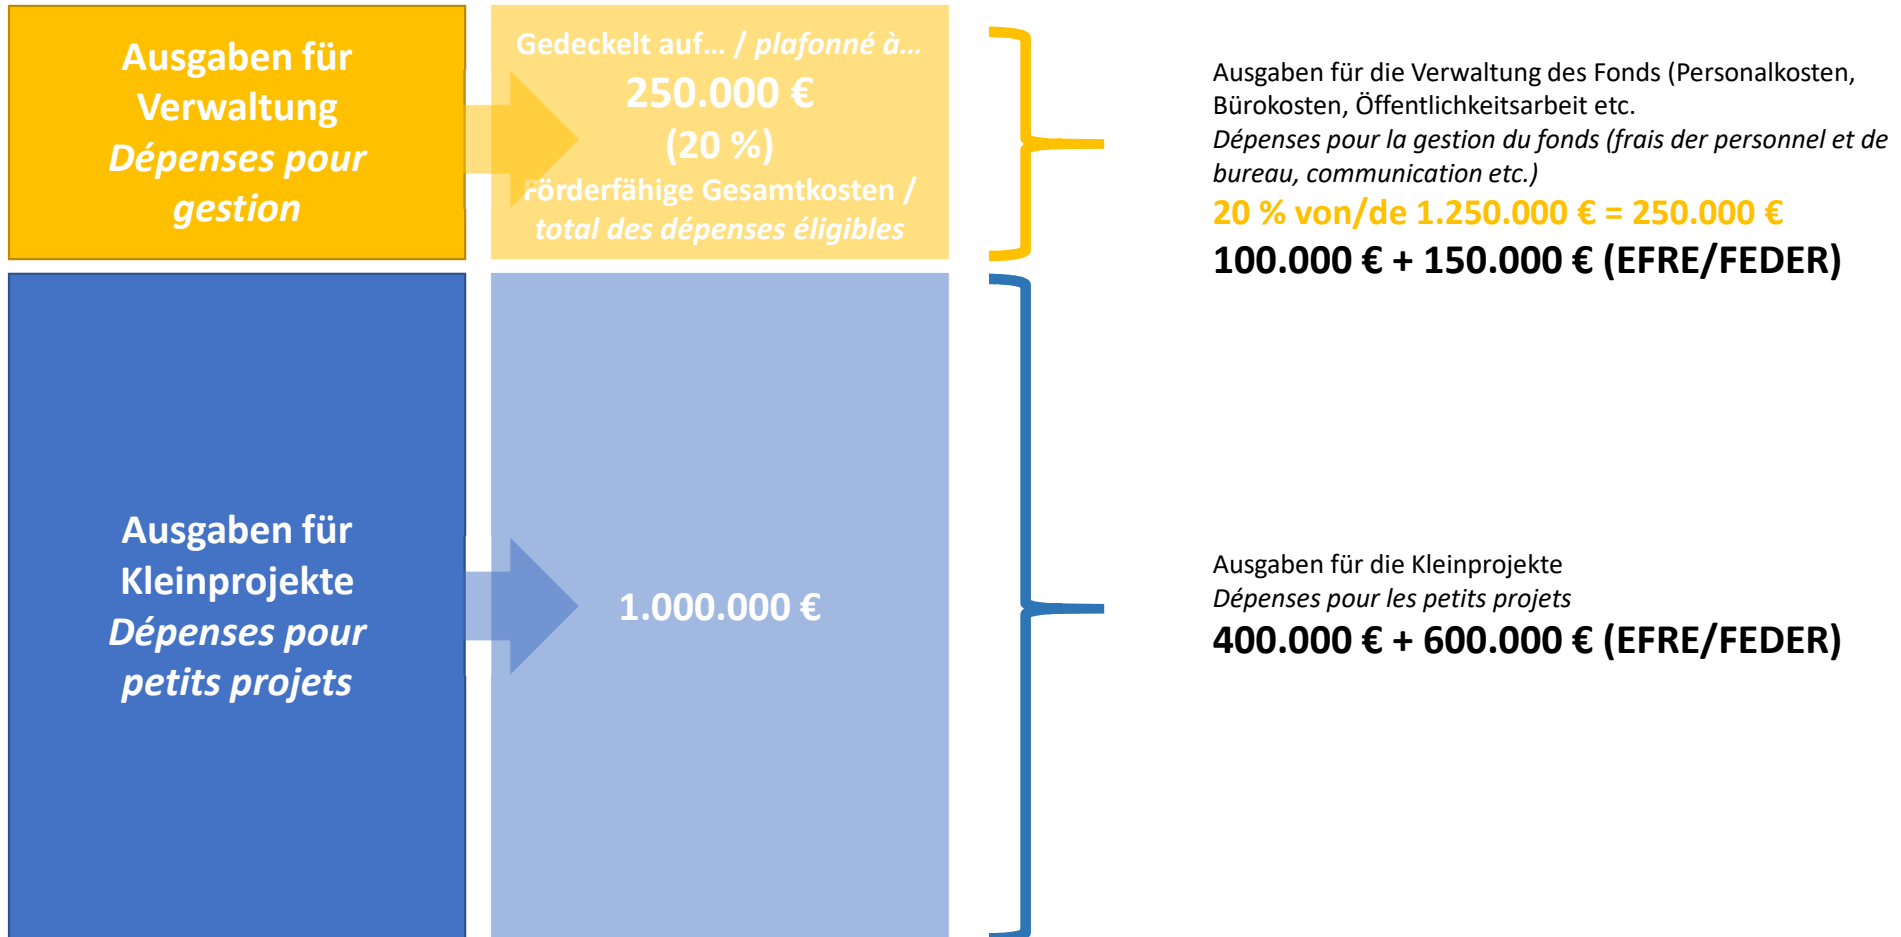 Ausgaben für
Verwaltung
Dépenses pour
gestion
Gedeckelt auf… / plafonné à…
250.000 €
(20 %)
Förderfähige Gesamtkosten /
total des dépenses éligibles
Ausgaben für die Verwaltung des Fonds (Personalkosten,
Bürokosten, Öffentlichkeitsarbeit etc.
Dépenses pour la gestion du fonds (frais der personnel et de
bureau, communication etc.)
20 % von/de 1.250.000 € = 250.000 €
100.000 € + 150.000 € (EFRE/FEDER)
Ausgaben für
Kleinprojekte
Dépenses pour
petits projets
1.000.000 €
Ausgaben für die Kleinprojekte
Dépenses pour les petits projets
400.000 € + 600.000 € (EFRE/FEDER)